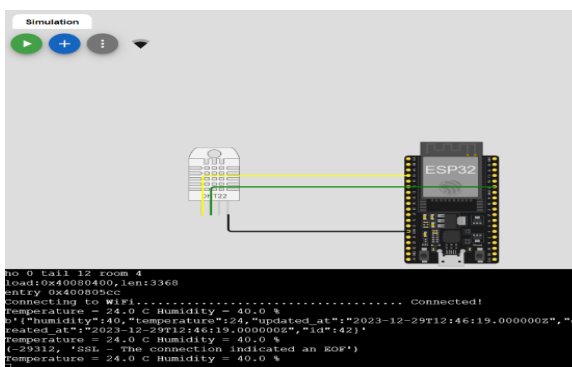 Simulation
ESP32
DHT22
ho 0 tail 12 room 4
load:0x40080400,len:3368
entry 0x400805cc
Connecting to WiFi................................... Connected!
Temperature = 24.0 C Humidity = 40.0 %
b'{"humidity":40,"temperature":24,"updated_at":"2023-12-29T12:46:19.000000Z","
reated_at":"2023-12-29T12:46:19.000000Z","id":42}'
Temperature = 24.0 C Humidity = 40.0 %
(-29312, 'SSL - The connection indicated an EOF')
Temperature = 24.0 C Humidity = 40.0 %